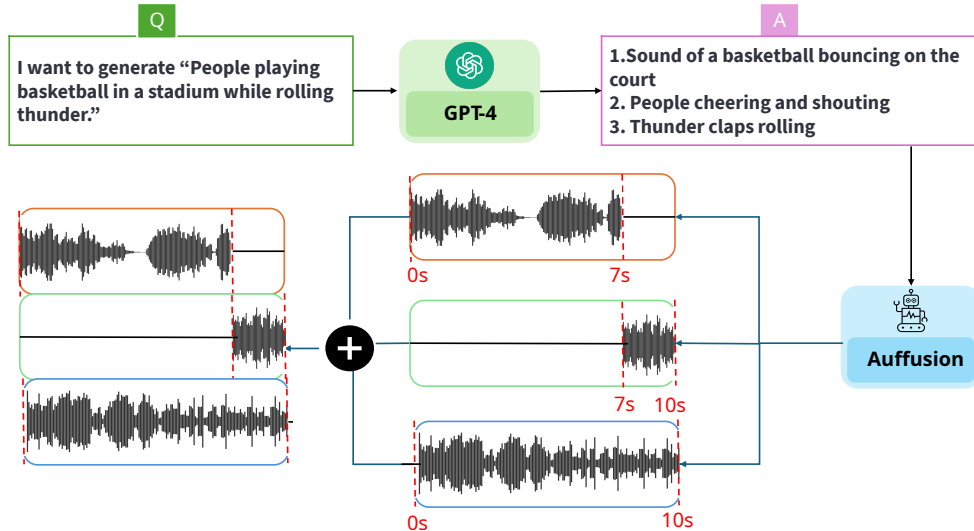 Q
A
I want to generate “People playing
basketball in a stadium while rolling
thunder.”
GPT-4
1.Sound of a basketball bouncing on the
court
2. People cheering and shouting
3. Thunder claps rolling
0s
7s
7s
10s
0s
10s
Auffusion